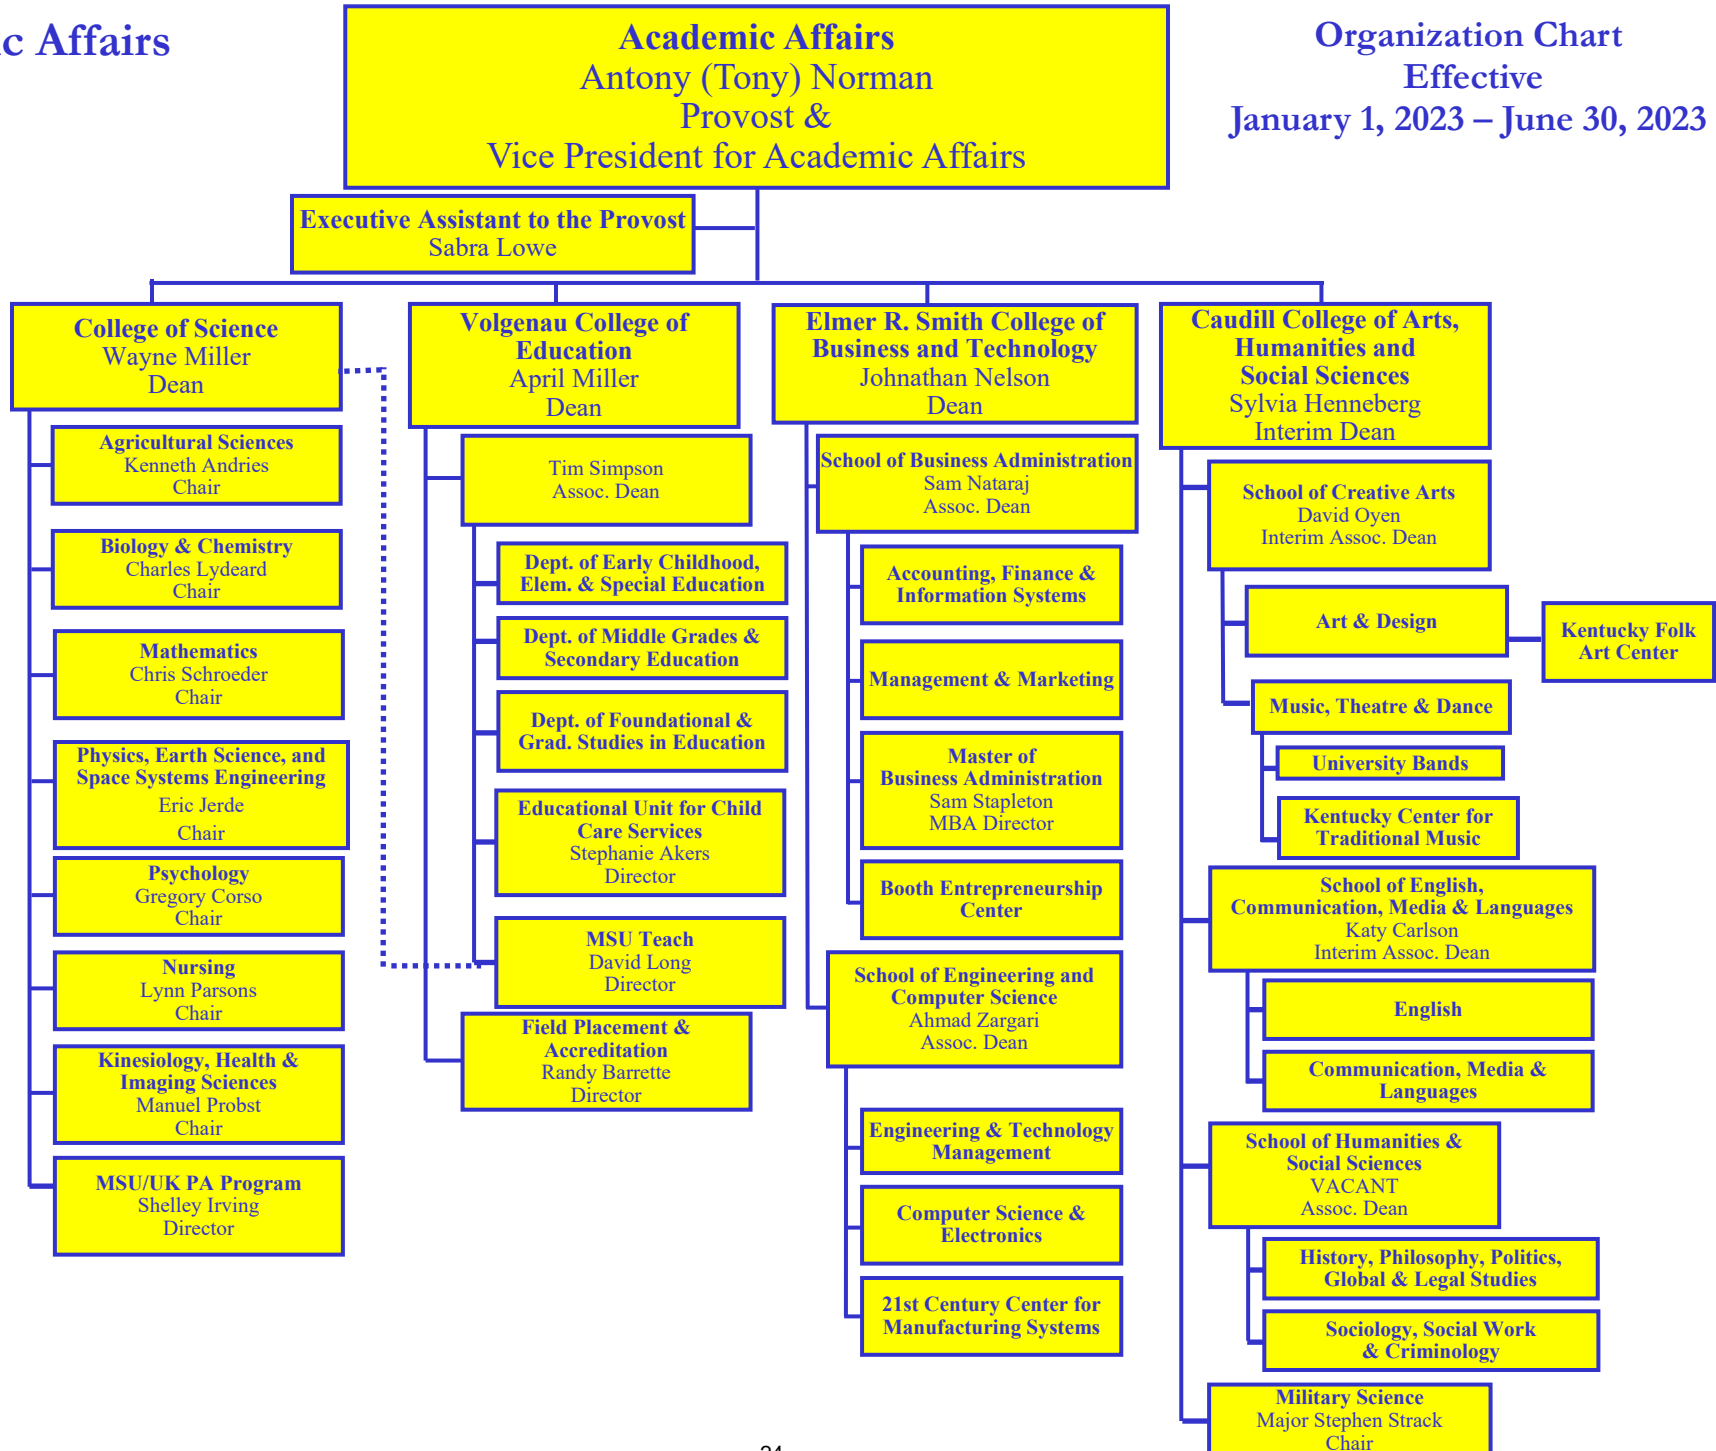 c Affairs
Academic Affairs
Antony (Tony) Norman
Provost &
Vice President for Academic Affairs
Organization Chart
Effective
January 1, 2023 – June 30, 2023
Executive Assistant to the Provost
Sabra Lowe
College of Science
Wayne Miller
Dean
Agricultural Sciences
Kenneth Andries
Chair
Biology & Chemistry
Charles Lydeard
Chair
Mathematics
Chris Schroeder
Chair
Physics, Earth Science, and
Space Systems Engineering
Eric Jerde
Chair
Psychology
Gregory Corso
Chair
Nursing
Lynn Parsons
Chair
Kinesiology, Health &
Imaging Sciences
Manuel Probst
Chair
MSU/UK PA Program
Shelley Irving
Director
Volgenau College of
Education
April Miller
Dean
Tim Simpson
Assoc. Dean
Dept. of Early Childhood,
Elem. & Special Education
Dept. of Middle Grades &
Secondary Education
Dept. of Foundational &
Grad. Studies in Education
Educational Unit for Child
Care Services
Stephanie Akers
Director
MSU Teach
David Long
Director
Field Placement &
Accreditation
Randy Barrette
Director
Elmer R. Smith College of
Business and Technology
Johnathan Nelson
Dean
School of Business Administration
Sam Nataraj
Assoc. Dean
Accounting, Finance &
Information Systems
Management & Marketing
Master of
Business Administration
Sam Stapleton
MBA Director
Booth Entrepreneurship
Center
School of Engineering and
Computer Science
Ahmad Zargari
Assoc. Dean
Engineering & Technology
Management
Computer Science &
Electronics
21st Century Center for
Manufacturing Systems
Caudill College of Arts,
Humanities and
Social Sciences
Sylvia Henneberg
Interim Dean
School of Creative Arts
David Oyen
Interim Assoc. Dean
Art & Design
Kentucky Folk
Art Center
Music, Theatre & Dance
University Bands
Kentucky Center for
Traditional Music
School of English,
Communication, Media & Languages
Katy Carlson
Interim Assoc. Dean
English
Communication, Media &
Languages
School of Humanities &
Social Sciences
VACANT
Assoc. Dean
History, Philosophy, Politics,
Global & Legal Studies
Sociology, Social Work
& Criminology
Military Science
Major Stephen Strack
Chair